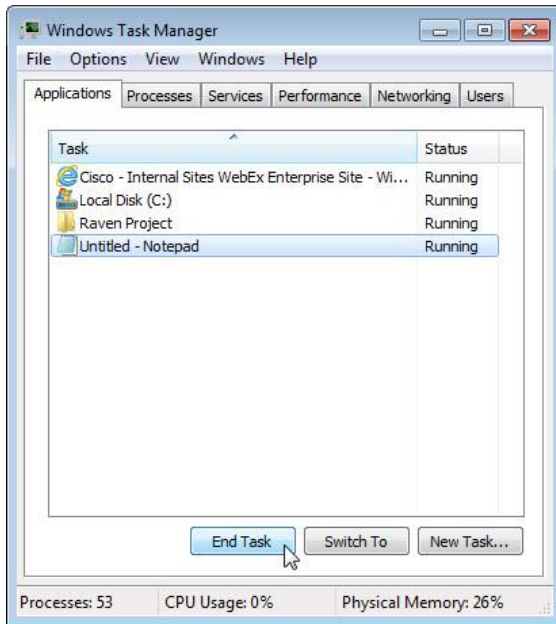 Windows Task Manager
File Options View Windows Help
Applications Processes Services Performance Networking Users
Task Status
Cisco - Internal Sites WebEx Enterprise Site - Wi... Running
Local Disk (C:) Running
Raven Project Running
Untitled - Notepad Running
End Task Switch To New Task...
Processes: 53 CPU Usage: 0% Physical Memory: 26%